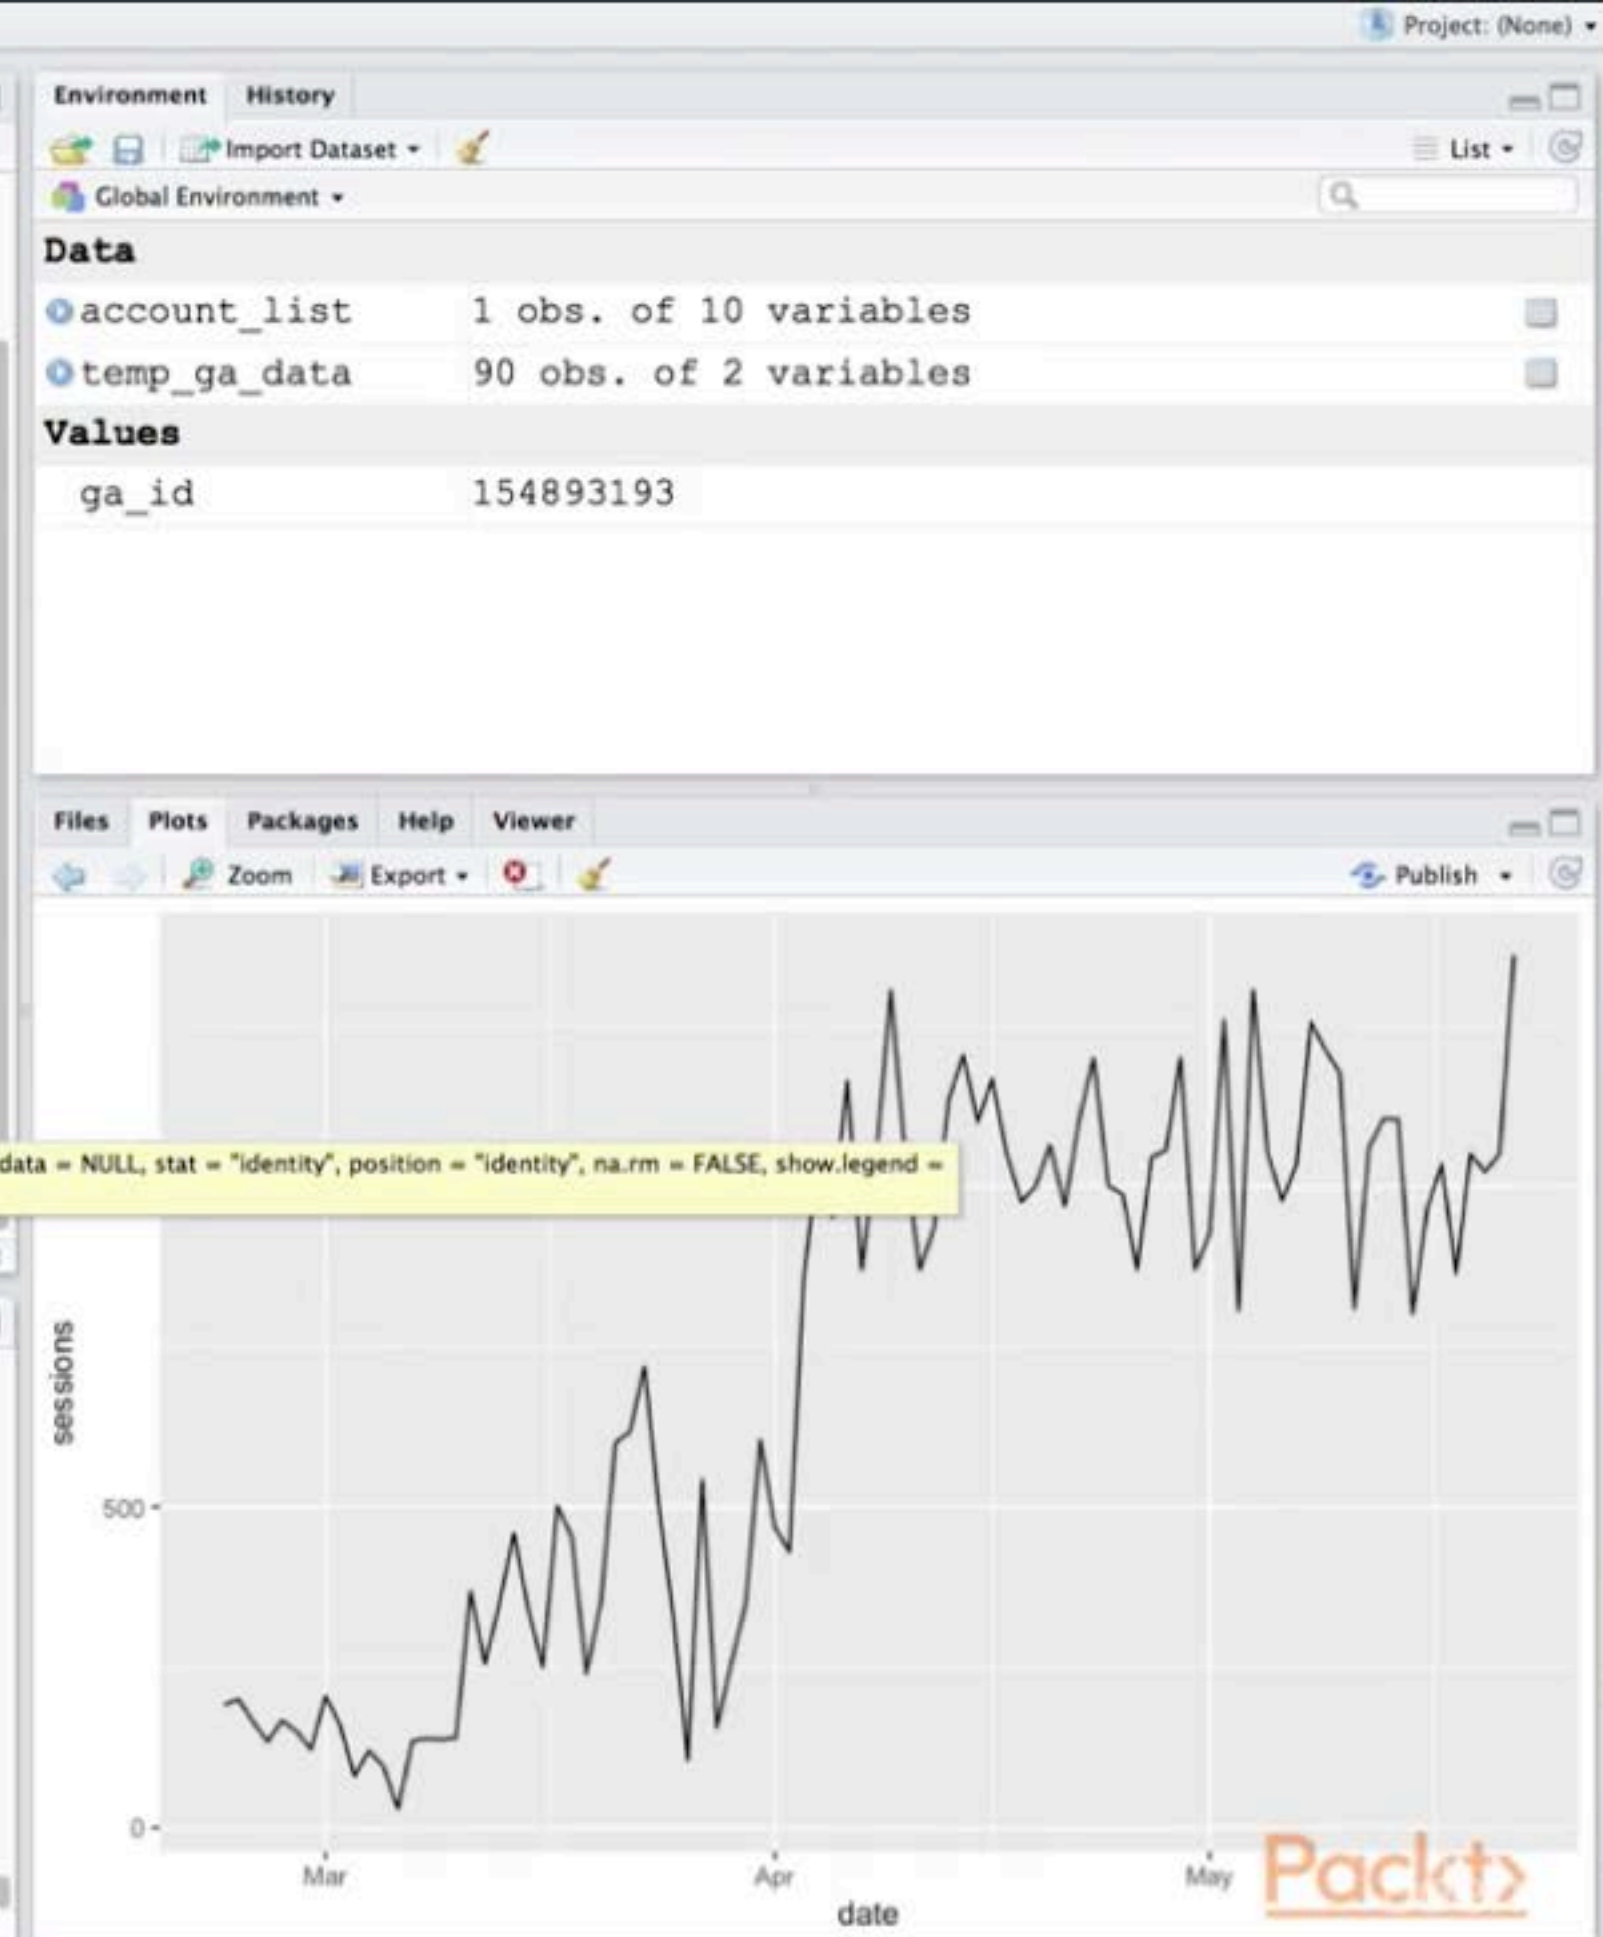 Project: (None)
Environment History
Import Dataset List
Global Environment
Data
account_list 1 obs. of 10 variables
temp_ga_data 90 obs. of 2 variables
Values
ga_id 154893193
Files Plots Packages Help Viewer
Zoom Export Publish
data = NULL, stat = "identity", position = "identity", na.rm = FALSE, show.legend =
sessions
500
0
Mar Apr May
date
Packt>